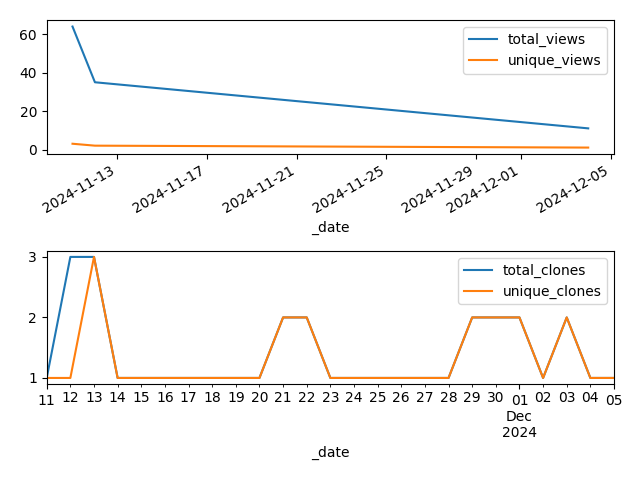 total_views
unique_views
60
40
20
0
2024-11-13 2024-11-17 2024-11-21 2024-11-25 2024-11-29 2024-12-01 2024-12-05
_date
total_clones
unique_clones
3
2
1
11 12 13 14 15 16 17 18 19 20 21 22 23 24 25 26 27 28 29 30 01 02 03 04 05
Dec
2024
_date